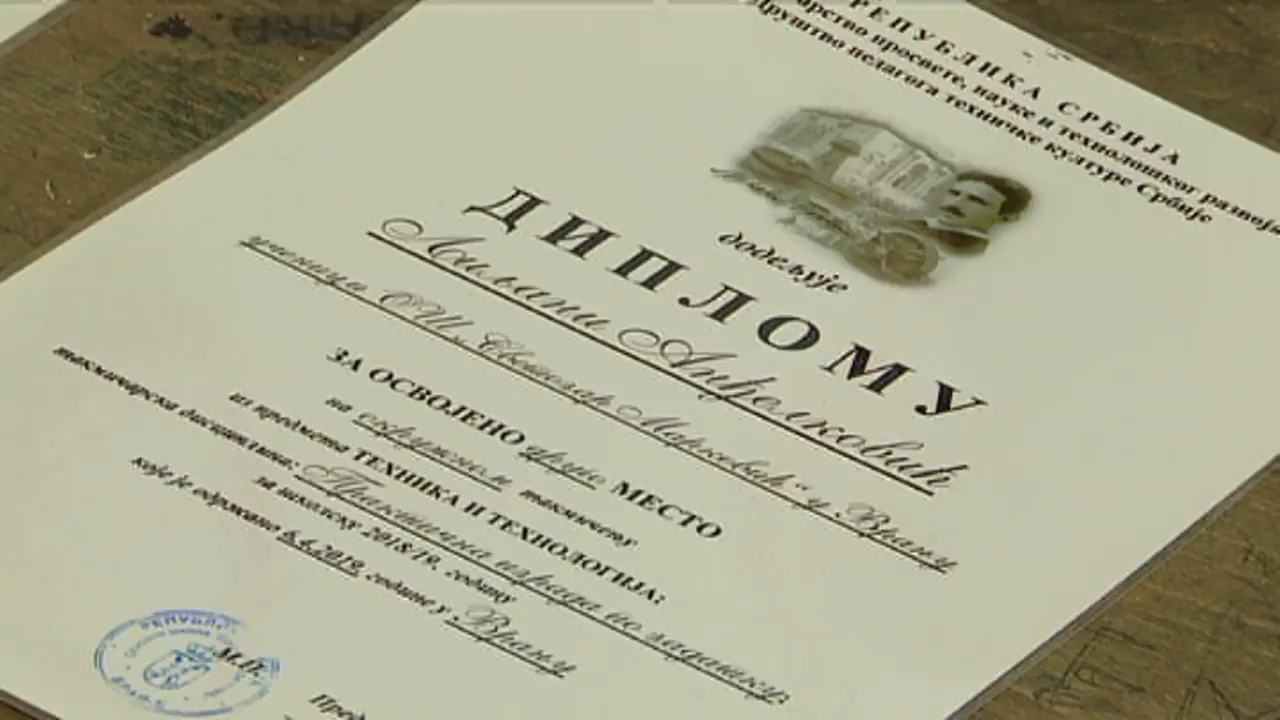 РЕПУБЛИКА СРБИЈА
просвете, науке и технолошког развоја
Друштво педагога техничке културе Србије
додељује
ДИПЛОМУ
Миљани Анђелковић
ученици ОШ „Светозар Марковић“ у Врању
ЗА ОСВОЈЕНО друго МЕСТО
на окружном такмичењу
из предмета ТЕХНИКА И ТЕХНОЛОГИЈА:
такмичарска дисциплина: Практична израда по задатку;
за школску 2018/19. годину
које је одржано 6.4.2019. године у Врању
М.П.